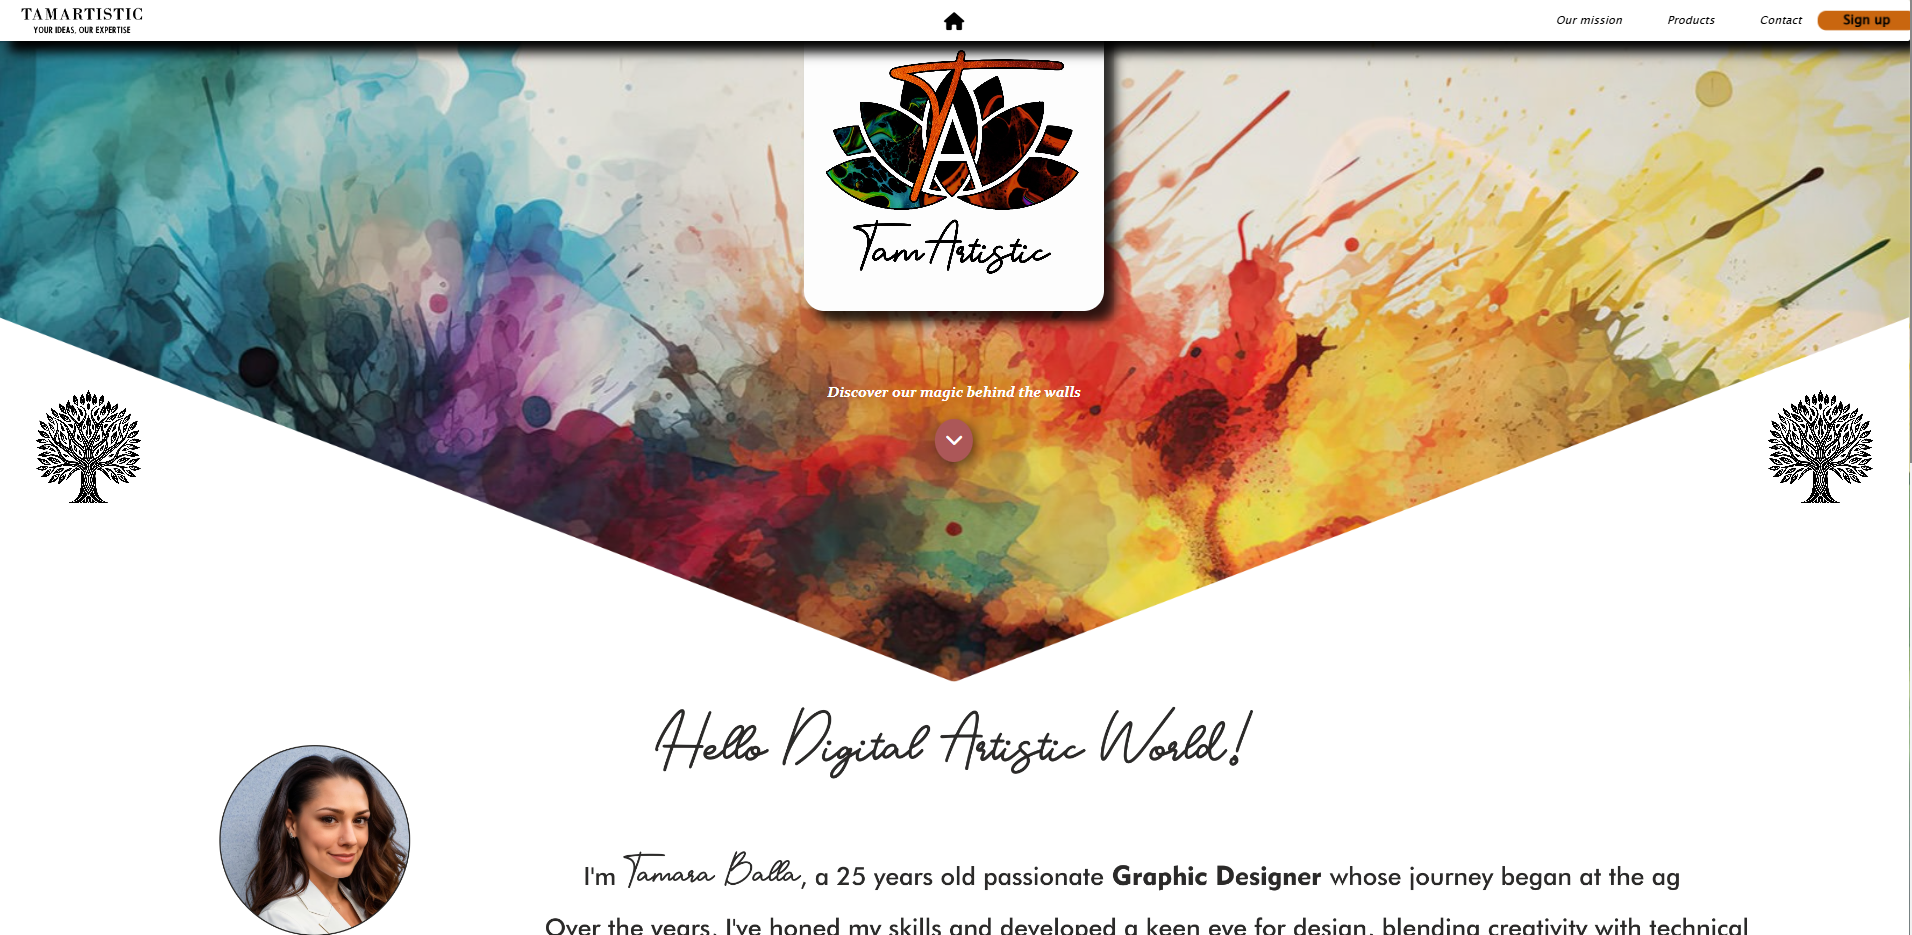 TAMARTISTIC
YOUR IDEAS, OUR EXPERTISE
Our mission
Products
Contact
Sign up
TA
TamArtistic
Discover our magic behind the walls
Hello Digital Artistic World!
I'm Tamara Balla, a 25 years old passionate Graphic Designer whose journey began at the ag
Over the years, I've honed my skills and developed a keen eye for design, blending creativity with technical